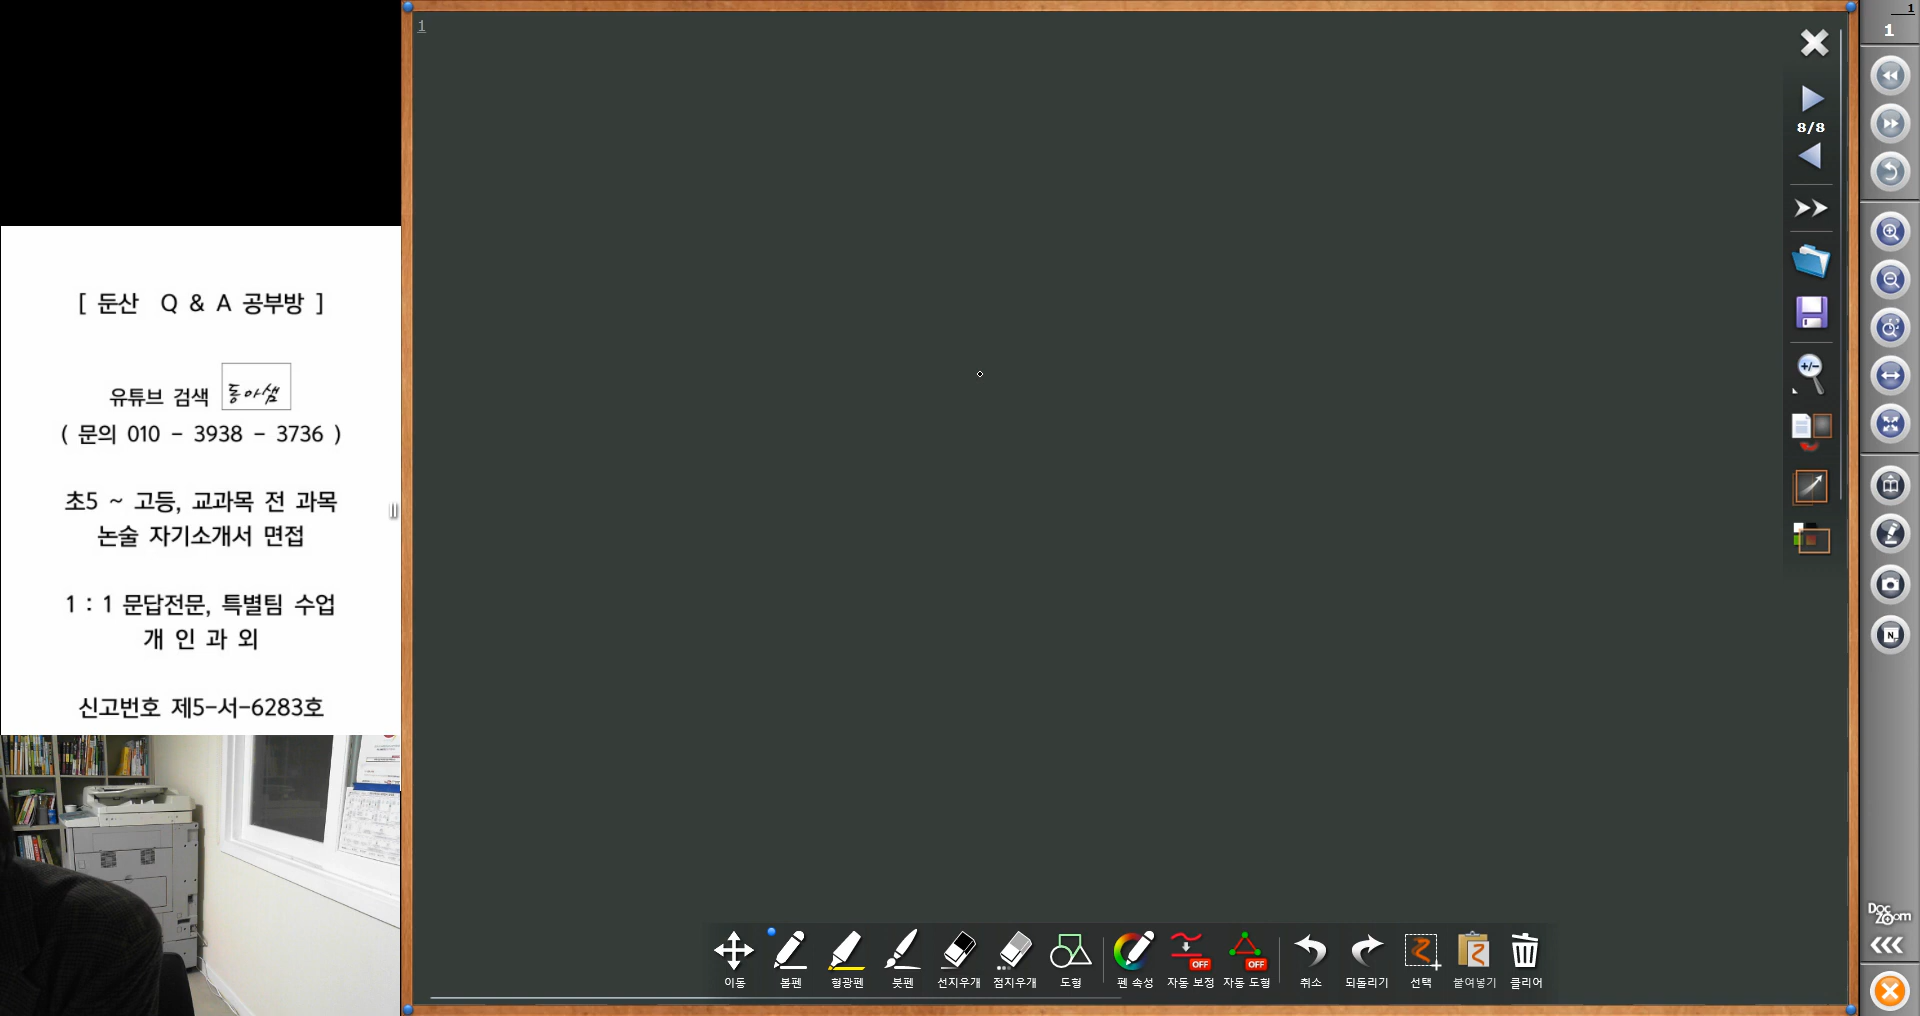 1
1
1
8/8
[ 둔산 Q & A 공부방 ]
유튜브 검색 동아샘
( 문의 010 - 3938 - 3736 )
초5 ~ 고등, 교과목 전 과목
논술 자기소개서 면접
1 : 1 문답전문, 특별팀 수업
개 인 과 외
신고번호 제5-서-6283호
+/-
N
Doc Zoom
OFF OFF
이동 볼펜 형광펜 붓펜 선지우개 점지우개 도형 펜 속성 자동 보정 자동 도형 취소 되돌리기 선택 붙여넣기 클리어